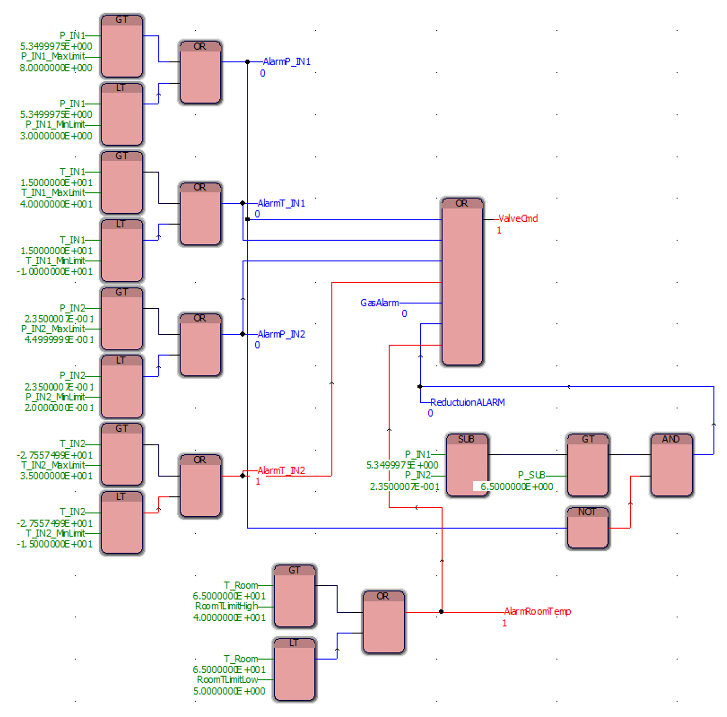 GT
P_IN1
5.3499975E+000
P_IN1_MaxLimit
8.0000000E+000
OR
AlarmP_IN1
0
LT
P_IN1
5.3499975E+000
P_IN1_MinLimit
3.0000000E+000
GT
T_IN1
1.5000000E+001
T_IN1_MaxLimit
4.0000000E+001
OR
AlarmT_IN1
0
LT
T_IN1
1.5000000E+001
T_IN1_MinLimit
-1.0000000E+001
OR
ValveCmd
1
GT
P_IN2
2.3500007E-001
P_IN2_MaxLimit
4.4999999E-001
OR
AlarmP_IN2
0
GasAlarm
0
LT
P_IN2
2.3500007E-001
P_IN2_MinLimit
2.0000000E-001
ReductuionALARM
0
GT
T_IN2
-2.7557499E+001
T_IN2_MaxLimit
3.5000000E+001
OR
AlarmT_IN2
1
LT
T_IN2
-2.7557499E+001
T_IN2_MinLimit
-1.5000000E+001
SUB
P_IN1
5.3499975E+000
P_IN2
2.3500007E-001
GT
P_SUB
6.5000000E+000
AND
NOT
GT
T_Room
6.5000000E+001
RoomTLimitHigh
4.0000000E+001
OR
AlarmRoomTemp
1
LT
T_Room
6.5000000E+001
RoomTLimitLow
5.0000000E+000